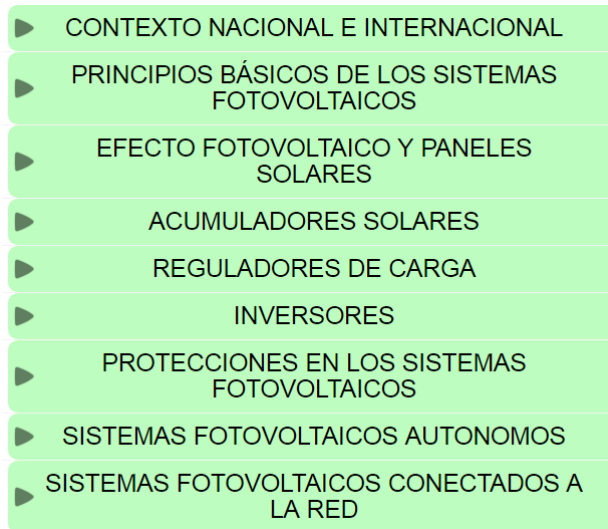 CONTEXTO NACIONAL E INTERNACIONAL
PRINCIPIOS BÁSICOS DE LOS SISTEMAS
FOTOVOLTAICOS
EFECTO FOTOVOLTAICO Y PANELES
SOLARES
ACUMULADORES SOLARES
REGULADORES DE CARGA
INVERSORES
PROTECCIONES EN LOS SISTEMAS
FOTOVOLTAICOS
SISTEMAS FOTOVOLTAICOS AUTONOMOS
SISTEMAS FOTOVOLTAICOS CONECTADOS A
LA RED